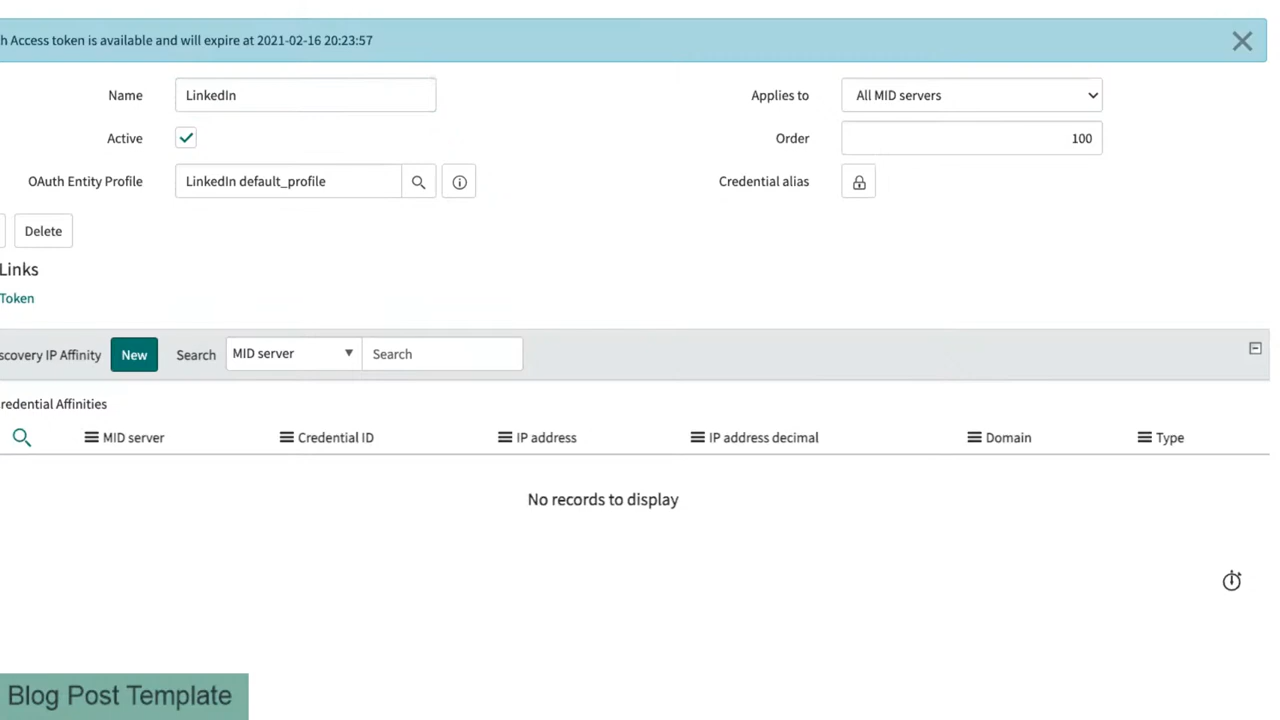 h Access token is available and will expire at 2021-02-16 20:23:57
Name LinkedIn Applies to All MID servers
Active Order 100
OAuth Entity Profile LinkedIn default_profile Credential alias
Delete
Links
Token
scovery IP Affinity New Search MID server Search
redential Affinities
MID server Credential ID IP address IP address decimal Domain Type
No records to display
Blog Post Template